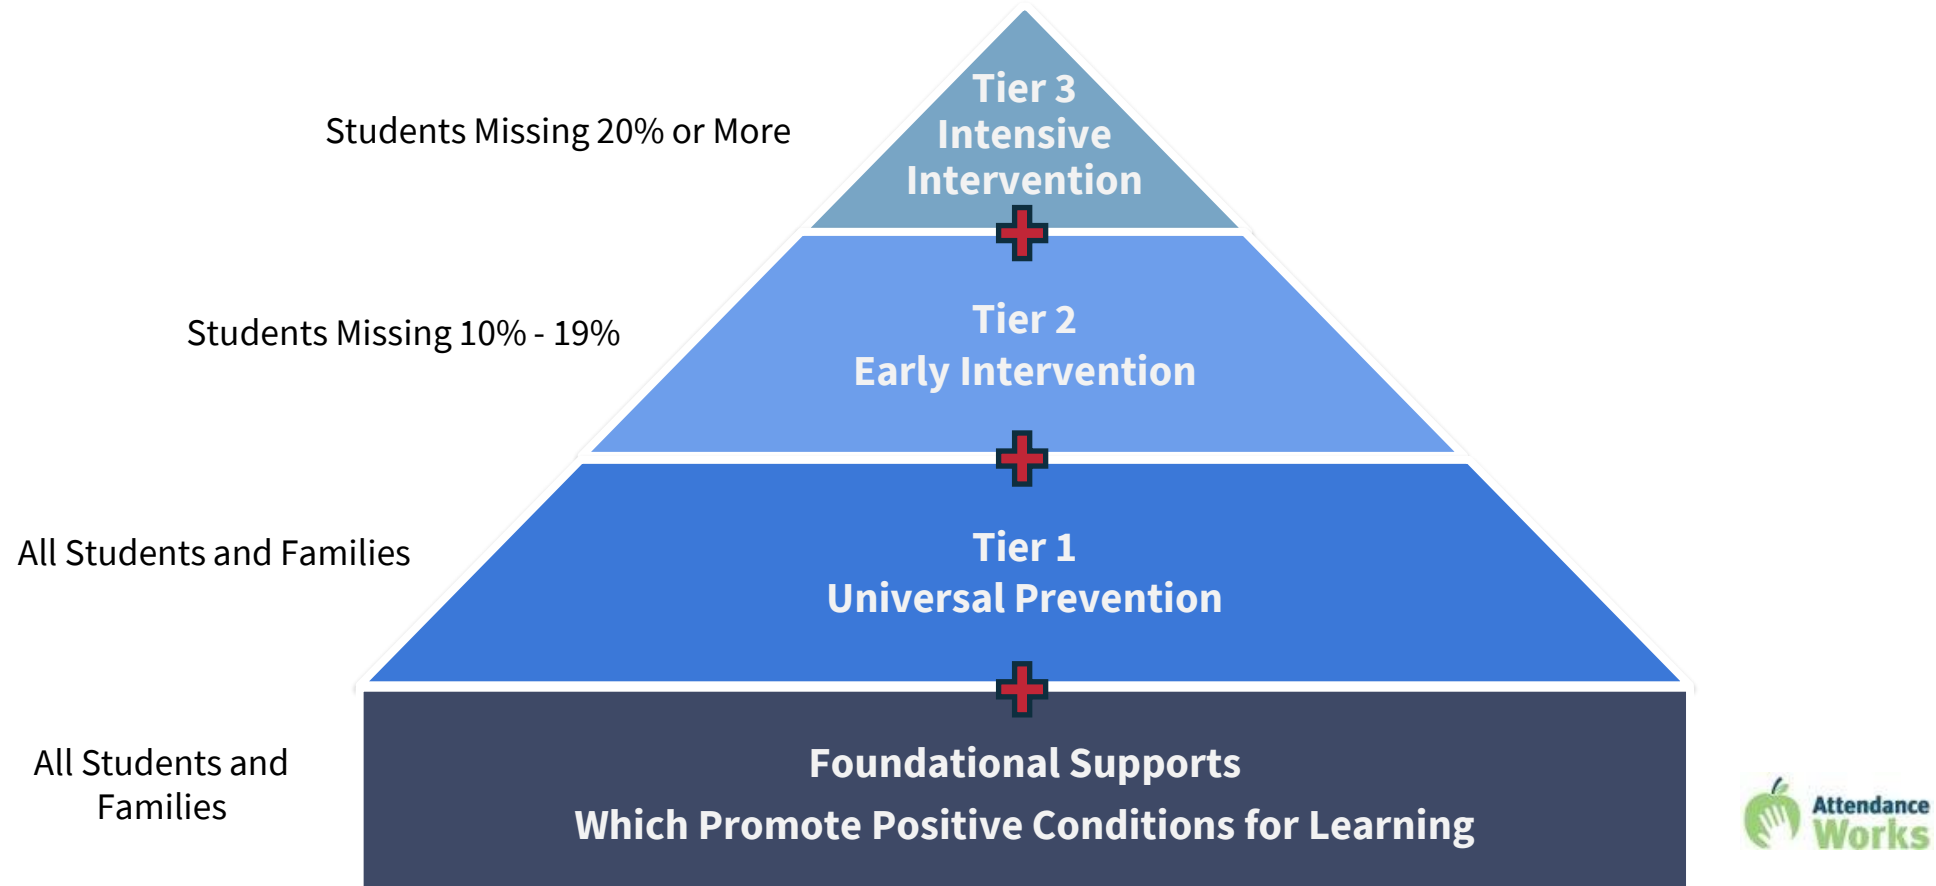 Tier 3
Intensive
Intervention
Students Missing 20% or More
Tier 2
Early Intervention
Students Missing 10% - 19%
Tier 1
Universal Prevention
All Students and Families
Foundational Supports
Which Promote Positive Conditions for Learning
All Students and
Families
Attendance
Works